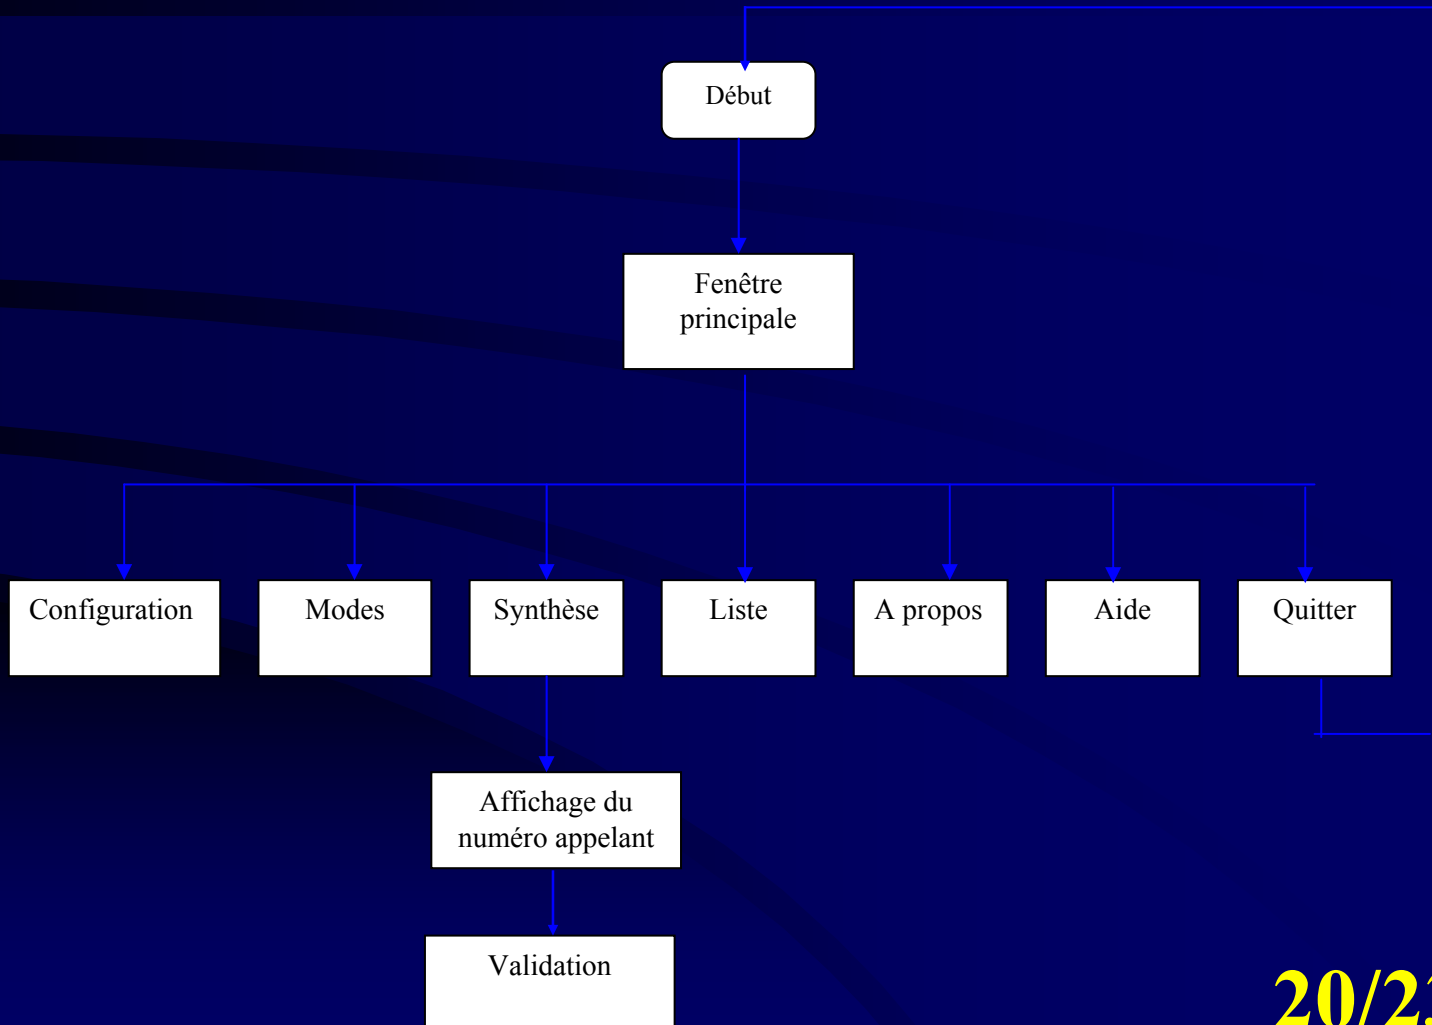 Début
Fenêtre
principale
Configuration
Modes
Synthèse
Liste
A propos
Aide
Quitter
Affichage du
numéro appelant
Validation